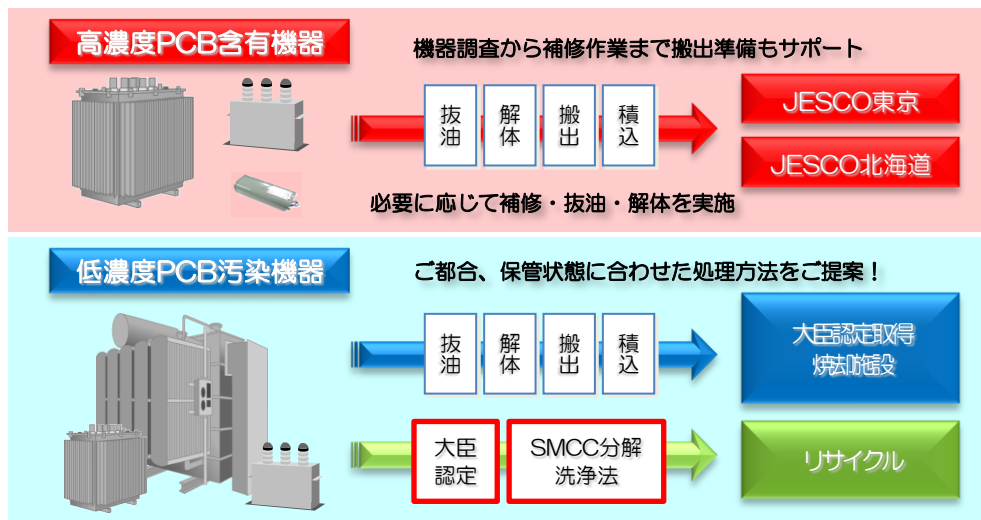 高濃度PCB含有機器
機器調査から補修作業まで搬出準備もサポート
抜油
解体
搬出
積込
JESCO東京
JESCO北海道
必要に応じて補修・抜油・解体を実施
低濃度PCB汚染機器
ご都合、保管状態に合わせた処理方法をご提案！
抜油
解体
搬出
積込
大臣認定取得
焼却施設
大臣
認定
SMCC分解
洗浄法
リサイクル